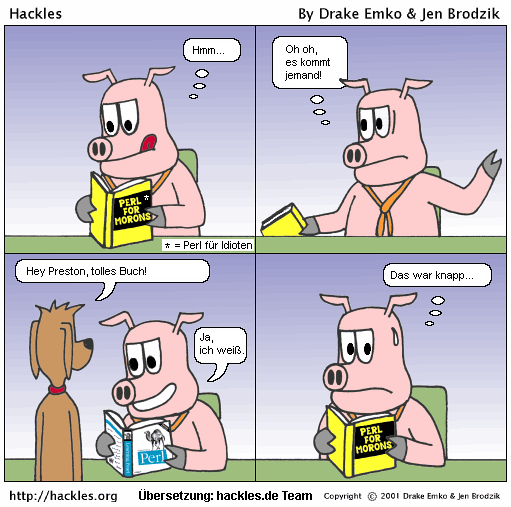 Hackles
By Drake Emko & Jen Brodzik
Hmm...
PERL *
FOR
MORONS
* = Perl für Idioten
Oh oh,
es kommt
jemand!
Hey Preston, tolles Buch!
Ja,
ich weiß.
Perl
Das war knapp...
PERL
FOR
MORONS
http://hackles.org
Übersetzung: hackles.de Team
Copyright © 2001 Drake Emko & Jen Brodzik